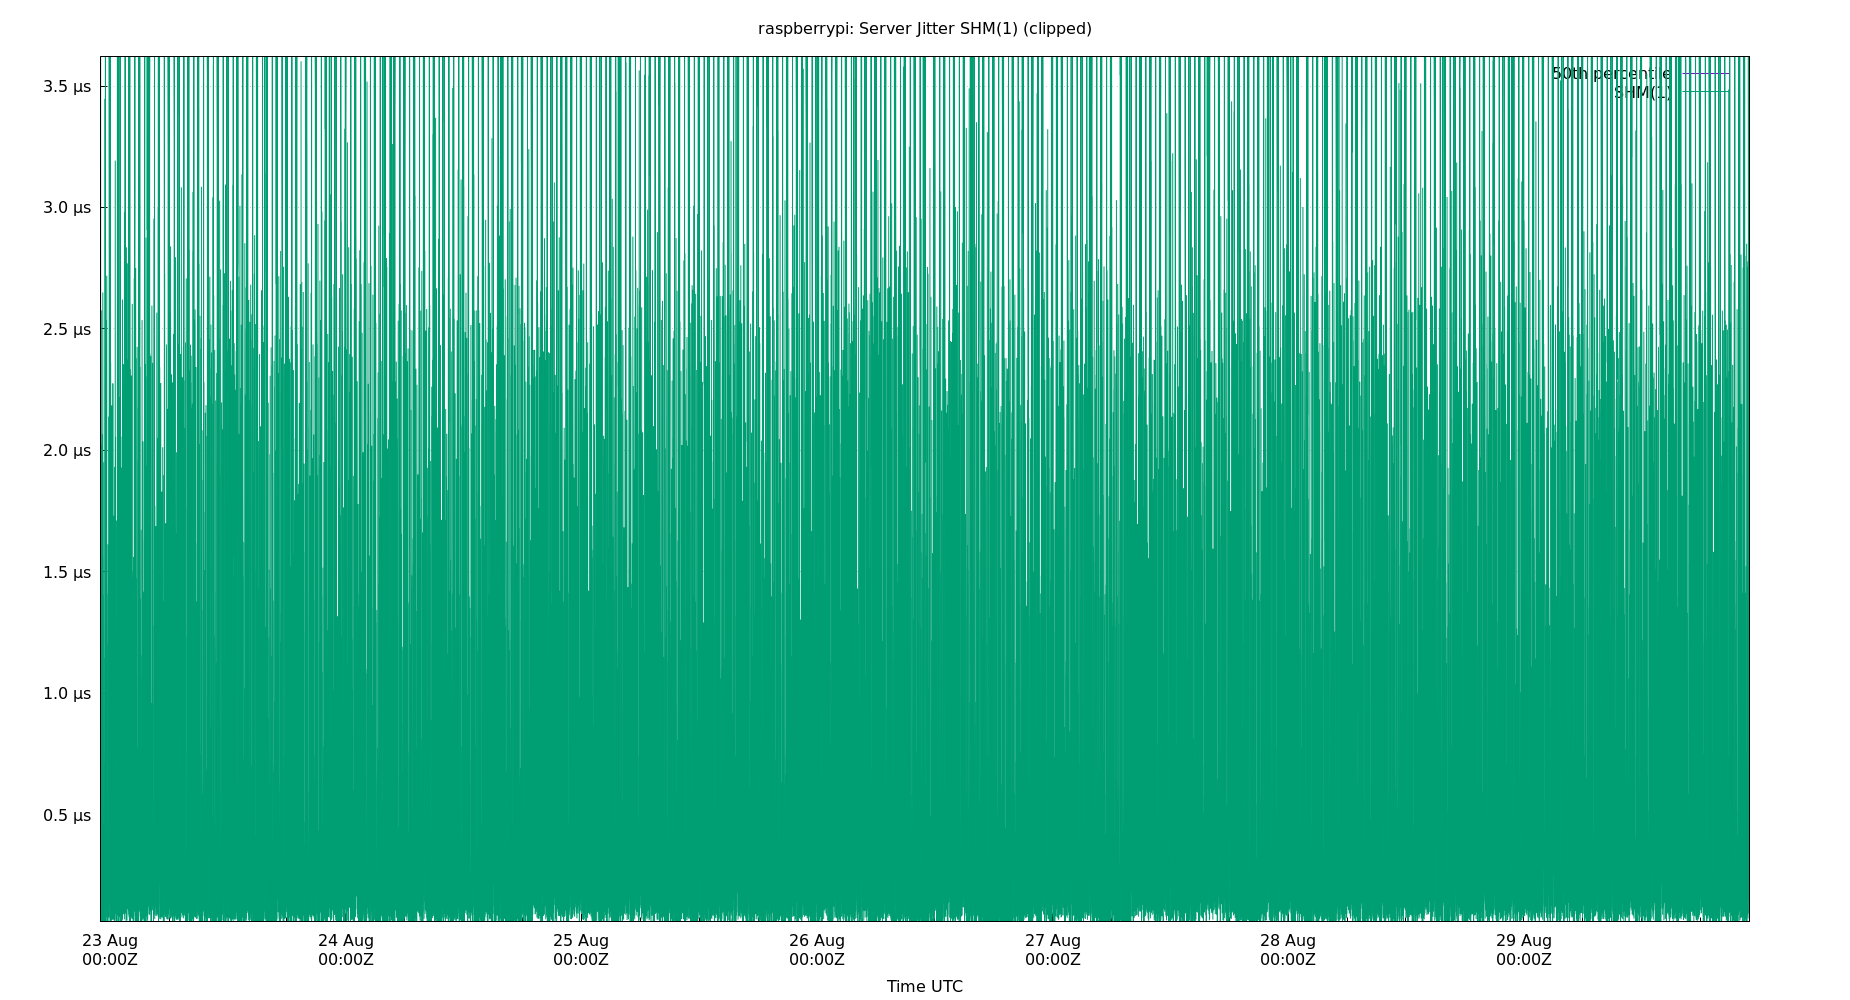 raspberrypi: Server Jitter SHM(1) (clipped)
50th percentile
SHM(1)
3.5 µs
3.0 µs
2.5 µs
2.0 µs
1.5 µs
1.0 µs
0.5 µs
23 Aug 24 Aug 25 Aug 26 Aug 27 Aug 28 Aug 29 Aug
00:00Z 00:00Z 00:00Z 00:00Z 00:00Z 00:00Z 00:00Z
Time UTC